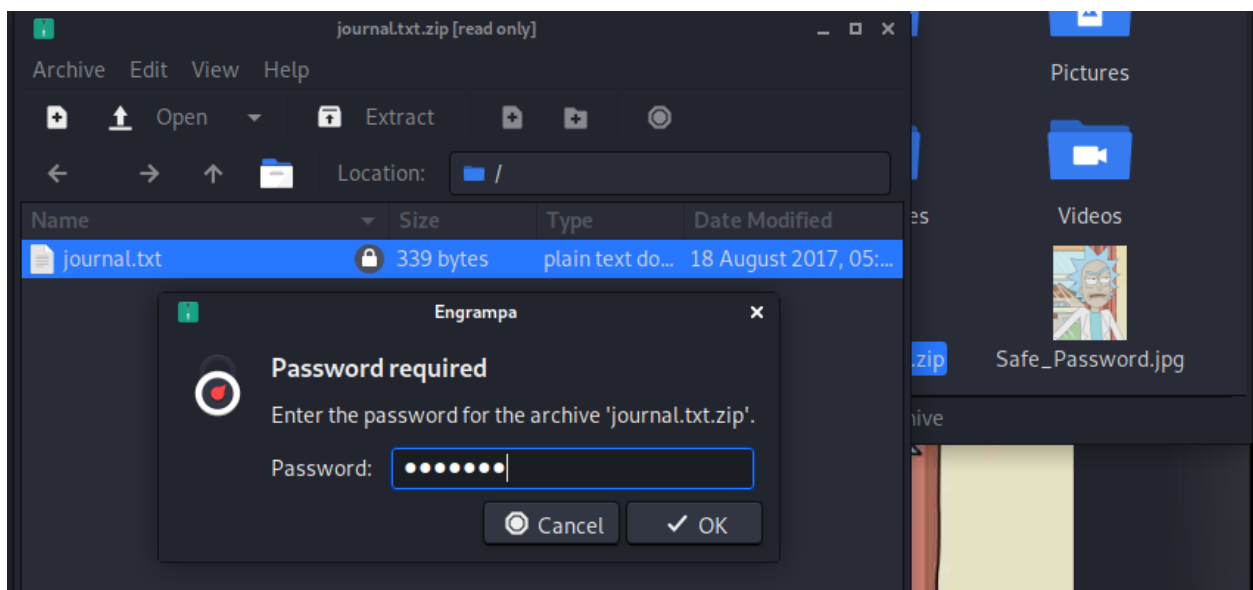 journal.txt.zip [read only]
Archive Edit View Help
Open Extract
Location: /
Name Size Type Date Modified
journal.txt 339 bytes plain text do... 18 August 2017, 05:...
Engrampa
Password required
Enter the password for the archive 'journal.txt.zip'.
Password: ●●●●●●●
Cancel OK
Pictures
es Videos
.zip Safe_Password.jpg
hive